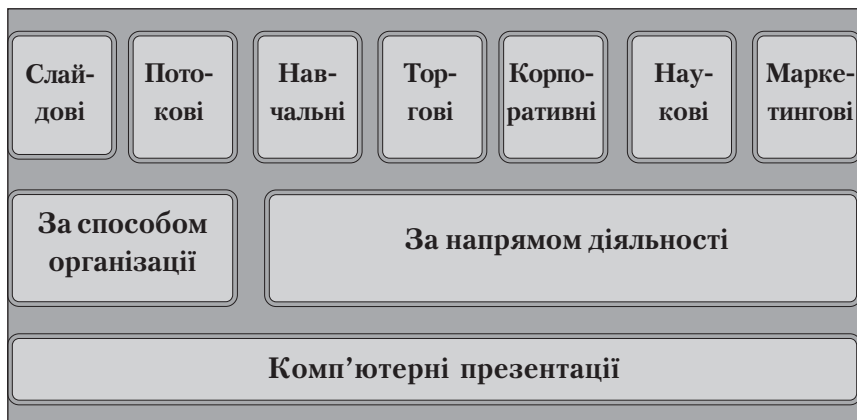 Слай-
дові
Пото-
кові
Нав-
чальні
Тор-
гові
Корпо-
ративні
Нау-
кові
Марке-
тингові
За способом
організації
За напрямом діяльності
Комп’ютерні презентації